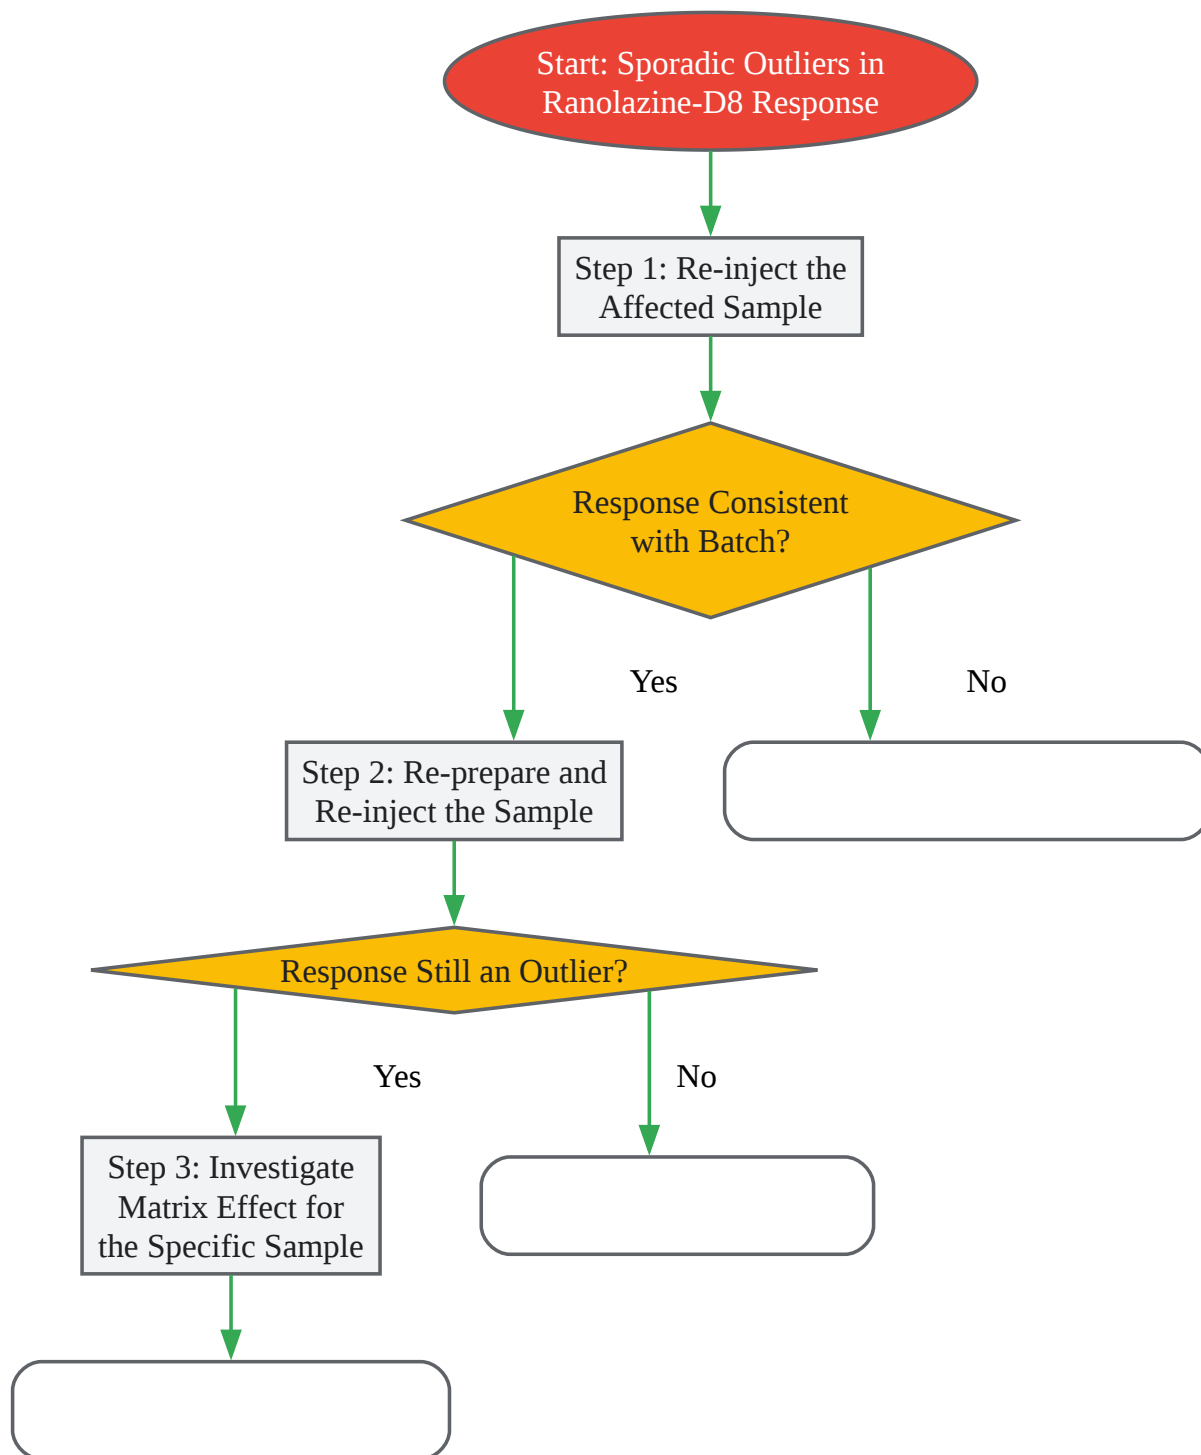 Start: Sporadic Outliers in
Ranolazine-D8 Response
Step 1: Re-inject the
Affected Sample
Response Consistent
with Batch?
Yes
No
Step 2: Re-prepare and
Re-inject the Sample
Response Still an Outlier?
Yes
No
Step 3: Investigate
Matrix Effect for
the Specific Sample